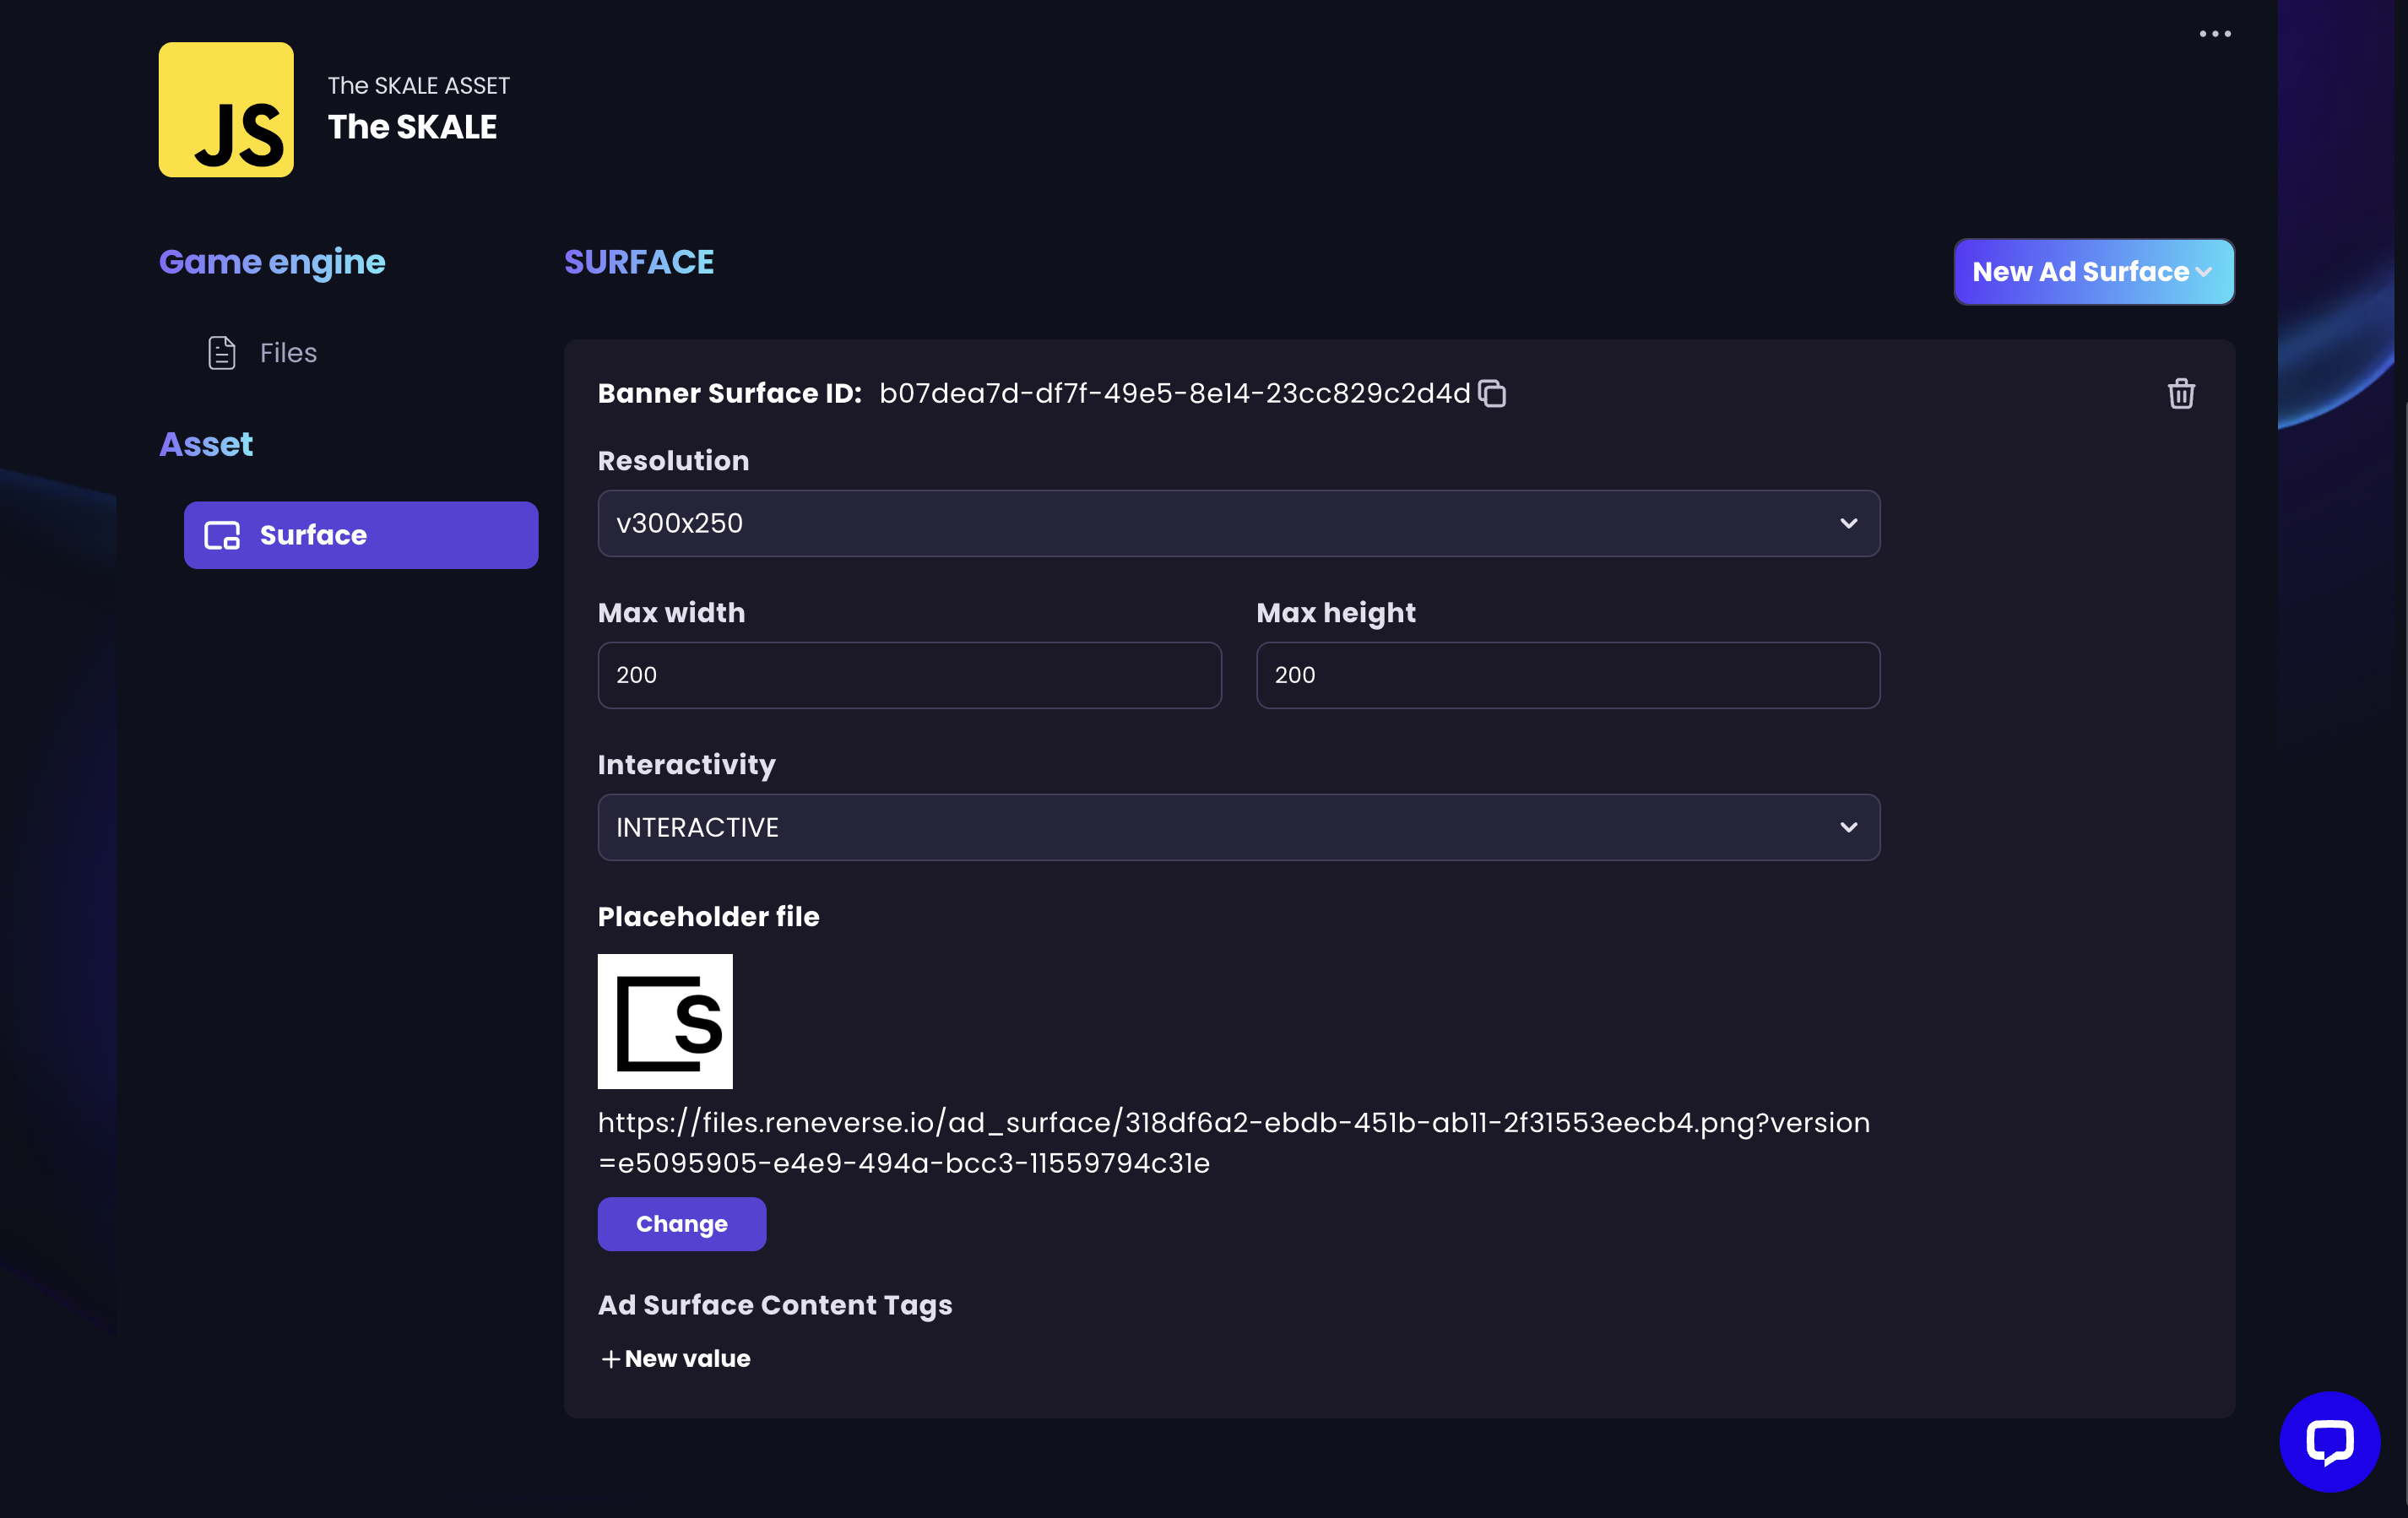 JS
The SKALE ASSET
The SKALE
Game engine
Files
Asset
Surface
SURFACE
New Ad Surface
Banner Surface ID: b07dea7d-df7f-49e5-8e14-23cc829c2d4d
Resolution
v300x250
Max width
Max height
200
200
Interactivity
INTERACTIVE
Placeholder file
S
https://files.reneverse.io/ad_surface/318df6a2-ebdb-451b-ab11-2f31553eecb4.png?version
=e5095905-e4e9-494a-bcc3-11559794c31e
Change
Ad Surface Content Tags
+New value